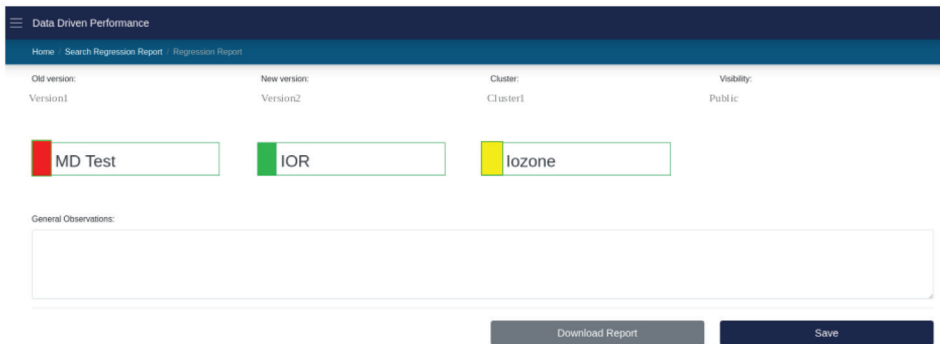 Data Driven Performance
Home / Search Regression Report / Regression Report
Old version: New version: Cluster: Visibility:
Version1 Version2 Cluster1 Public
MD Test IOR Iozone
General Observations:
Download Report Save